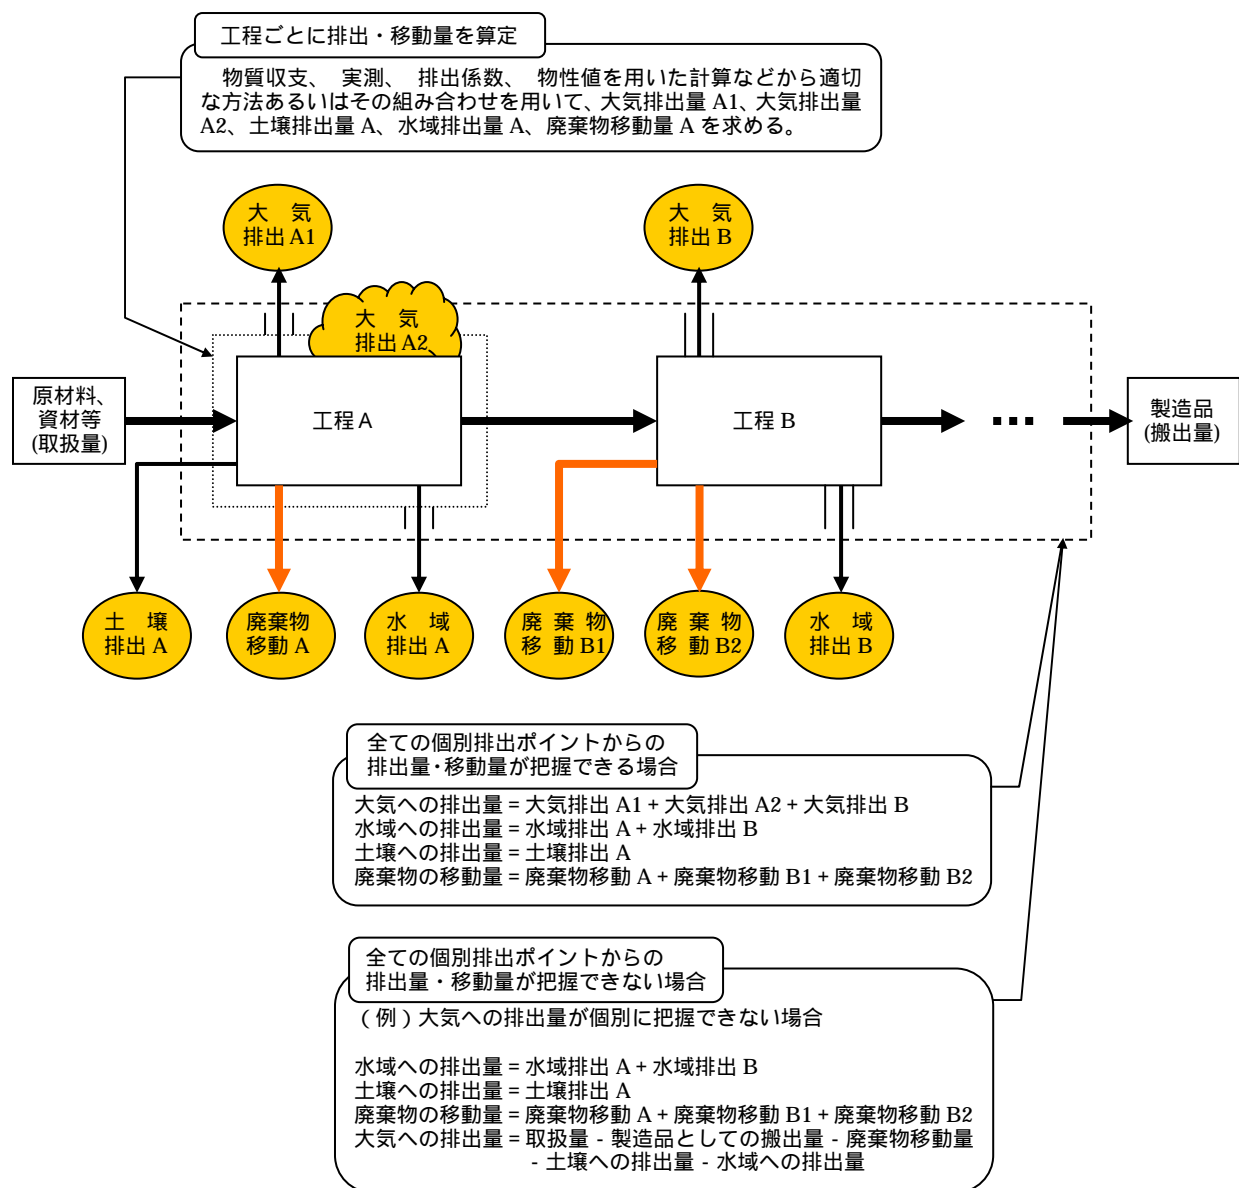 工程ごとに排出・移動量を算定
物質収支、 実測、 排出係数、 物性値を用いた計算などから適切
な方法あるいはその組み合わせを用いて、大気排出量 A1、大気排出量
A2、土壌排出量 A、水域排出量 A、廃棄物移動量 A を求める。
大 気
排出 A1
大 気
排出 B
大 気
排出 A2
原材料、
資材等
(取扱量)
工程 A
工程 B
…
製造品
(搬出量)
土 壌
排出 A
廃棄物
移動 A
水 域
排出 A
廃 棄 物
移 動 B1
廃 棄 物
移 動 B2
水 域
排出 B
全ての個別排出ポイントからの
排出量・移動量が把握できる場合
大気への排出量 = 大気排出 A1 + 大気排出 A2 + 大気排出 B
水域への排出量 = 水域排出 A + 水域排出 B
土壌への排出量 = 土壌排出 A
廃棄物の移動量 = 廃棄物移動 A + 廃棄物移動 B1 + 廃棄物移動 B2
全ての個別排出ポイントからの
排出量・移動量が把握できない場合
(例)大気への排出量が個別に把握できない場合
水域への排出量 = 水域排出 A + 水域排出 B
土壌への排出量 = 土壌排出 A
廃棄物の移動量 = 廃棄物移動 A + 廃棄物移動 B1 + 廃棄物移動 B2
大気への排出量 = 取扱量 - 製造品としての搬出量 - 廃棄物移動量
- 土壌への排出量 - 水域への排出量